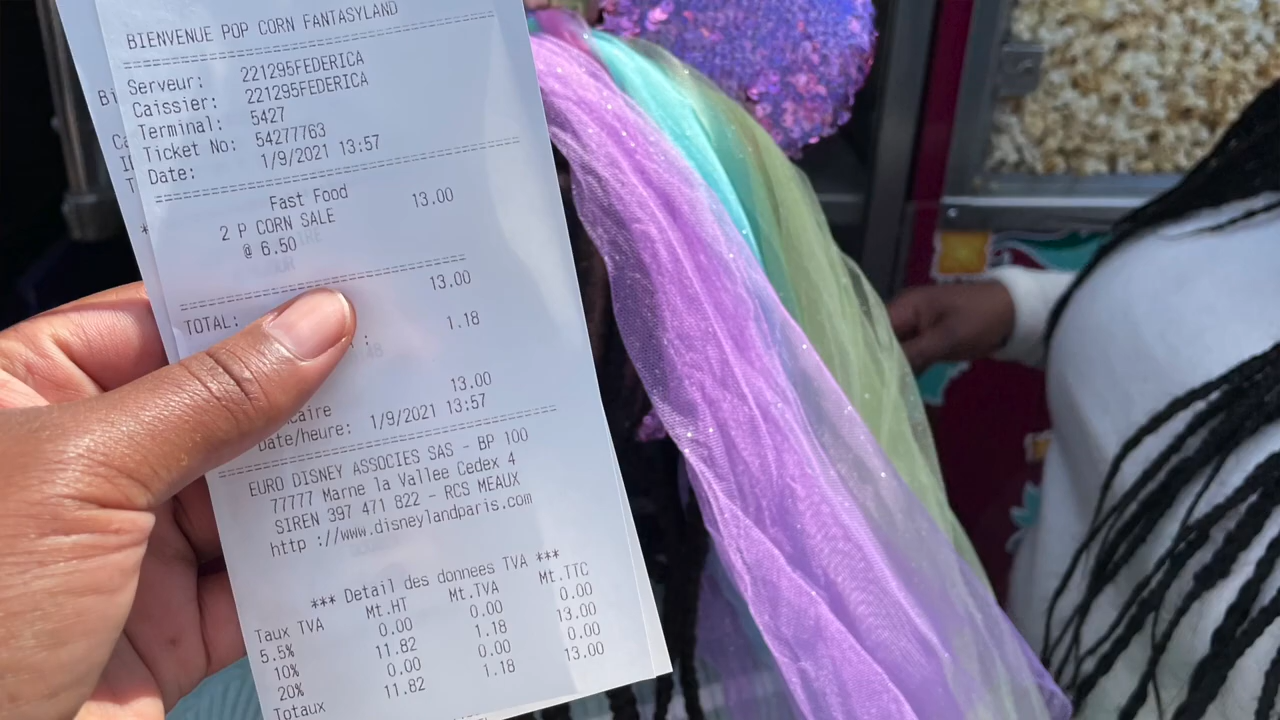 BIENVENUE POP CORN FANTASYLAND
Serveur: 221295FEDERICA
Caissier: 221295FEDERICA
Terminal: 5427
Ticket No: 54277763
Date: 1/9/2021 13:57
Fast Food
2 P CORN SALE 13.00
@ 6.50
TOTAL: 13.00
: 1.18
13.00
Date/heure: 1/9/2021 13:57
EURO DISNEY ASSOCIES SAS - BP 100
77777 Marne la Vallee Cedex 4
SIREN 397 471 822 - RCS MEAUX
http ://www.disneylandparis.com
*** Detail des donnees TVA ***
Taux TVA Mt.HT Mt.TVA Mt.TTC
5.5% 0.00 0.00 0.00
10% 11.82 1.18 13.00
20% 0.00 0.00 0.00
Totaux 11.82 1.18 13.00